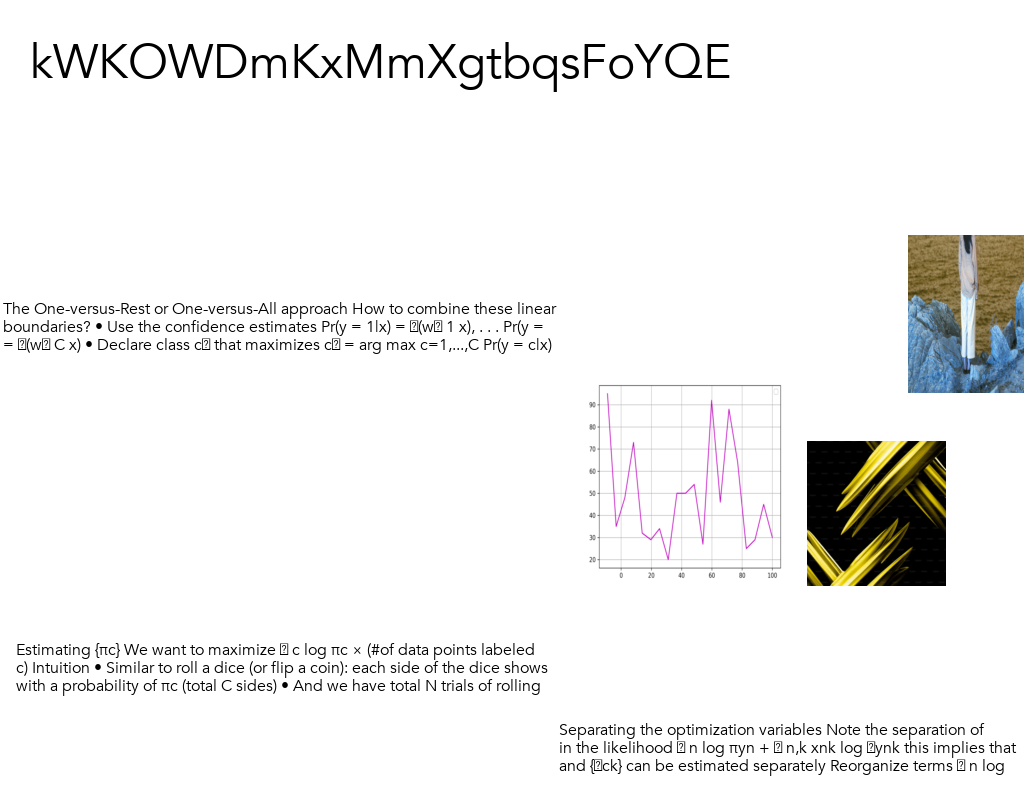 kWKOWDmKxMmXgtbqsFoYQE
The One-versus-Rest or One-versus-All approach How to combine these linear
boundaries? • Use the confidence estimates Pr(y = 1|x) = (w 1 x), . . . Pr(y =
= (w C x) • Declare class c that maximizes c = arg max c=1,...,C Pr(y = c|x)
90
80
70
60
50
40
30
20
0 20 40 60 80 100
Estimating {πc} We want to maximize c log πc × (#of data points labeled
c) Intuition • Similar to roll a dice (or flip a coin): each side of the dice shows
with a probability of πc (total C sides) • And we have total N trials of rolling
Separating the optimization variables Note the separation of
in the likelihood n log πyn + n,k xnk log ynk this implies that
and {ck} can be estimated separately Reorganize terms n log